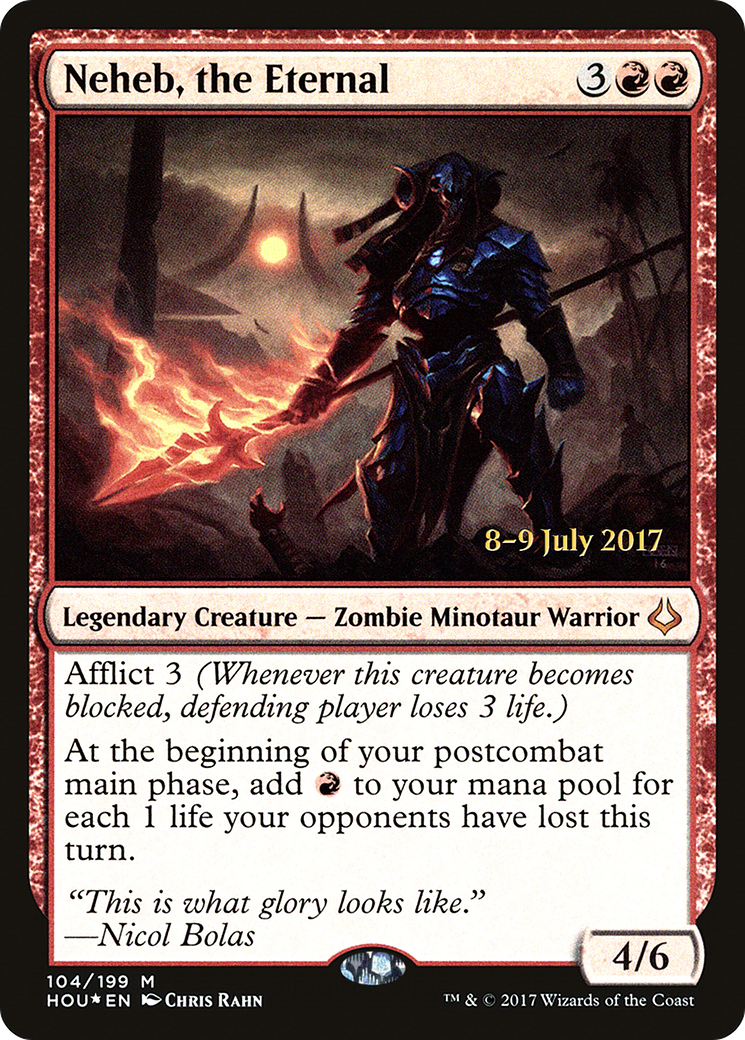 Neheb, the Eternal 3
8–9 July 2017
Legendary Creature — Zombie Minotaur Warrior
Afflict 3 (Whenever this creature becomes
blocked, defending player loses 3 life.)
At the beginning of your postcombat
main phase, add to your mana pool for
each 1 life your opponents have lost this
turn.
“This is what glory looks like.”
—Nicol Bolas
4/6
104/199 M
HOU★EN Chris Rahn
™ & © 2017 Wizards of the Coast